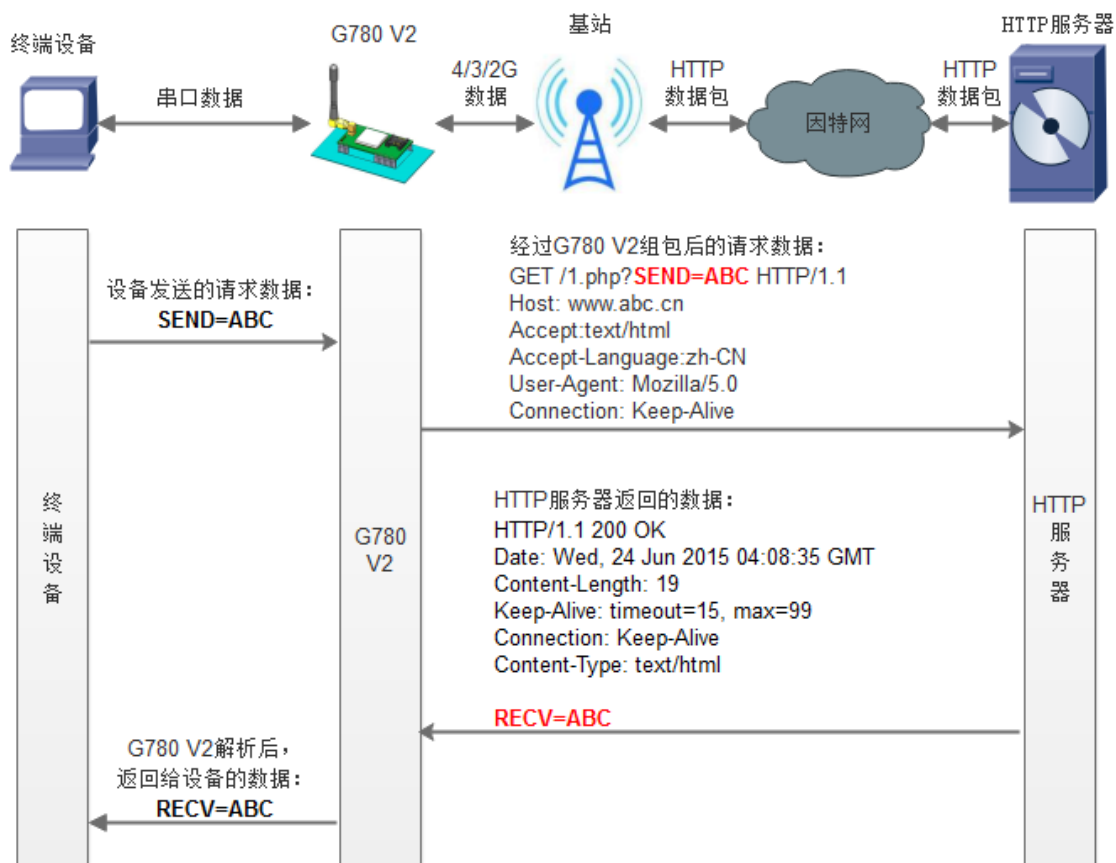 终端设备
G780 V2
基站
HTTP服务器
串口数据
4/3/2G
数据
HTTP
数据包
因特网
HTTP
数据包
设备发送的请求数据：
SEND=ABC
经过G780 V2组包后的请求数据：
GET /1.php?SEND=ABC HTTP/1.1
Host: www.abc.cn
Accept:text/html
Accept-Language:zh-CN
User-Agent: Mozilla/5.0
Connection: Keep-Alive
终
端
设
备
G780
V2
HTTP
服
务
器
HTTP服务器返回的数据：
HTTP/1.1 200 OK
Date: Wed, 24 Jun 2015 04:08:35 GMT
Content-Length: 19
Keep-Alive: timeout=15, max=99
Connection: Keep-Alive
Content-Type: text/html
RECV=ABC
G780 V2解析后，
返回给设备的数据：
RECV=ABC